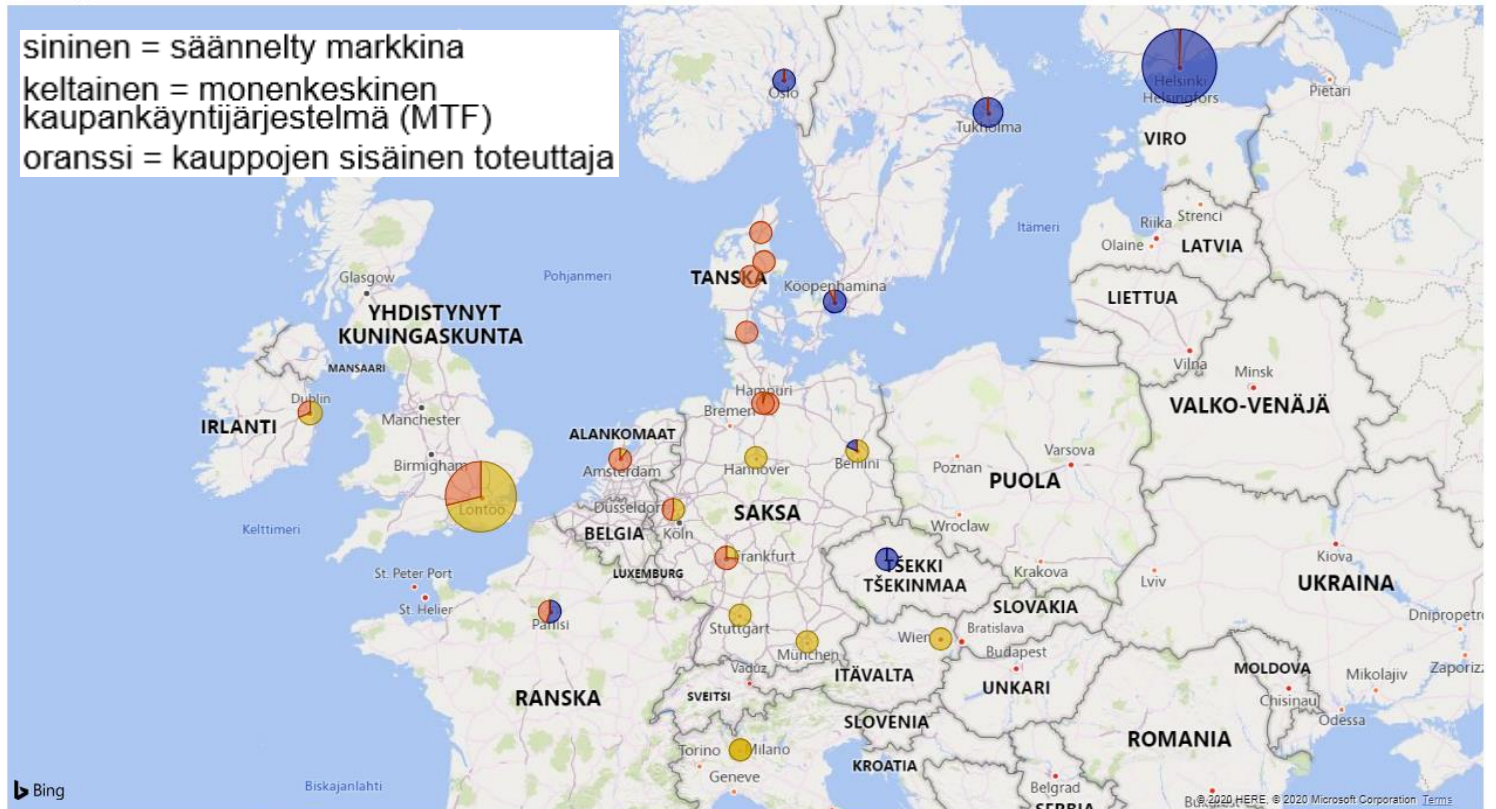 sininen = säännelty markkina
keltainen = monenkeskinen
kaupankäyntijärjestelmä (MTF)
oranssi = kauppojen sisäinen toteuttaja
Oslo
Tukholma
Helsinki
Helsingfors
Pietari
VIRO
Itämeri
Riika
Strenci
Olaine
LATVIA
Glasgow
Pohjanmeri
TANSKA
Kööpenhamina
LIETTUA
YHDISTYNYT
KUNINGASKUNTA
Vilna
Minsk
MANSAARI
VALKO-VENÄJÄ
Dublin
IRLANTI
Manchester
Hampuri
Bremen
ALANKOMAAT
Birmigham
Amsterdam
Hannover
Berliini
Poznan
Varsova
PUOLA
Lontoo
Düsseldorf
SAKSA
Wroclaw
Kelttimeri
BELGIA
Köln
Frankfurt
LUXEMBURG
TŠEKKI
TŠEKINMAA
Krakova
Lviv
Kiova
UKRAINA
St. Peter Port
St. Helier
Pariisi
Stuttgart
München
Wien
Bratislava
SLOVAKIA
Budapest
Dnipropetr
Vaduz
SVEITSI
ITÄVALTA
UNKARI
MOLDOVA
Chisinau
Mikolajiv
Zaporiz
RANSKA
SLOVENIA
Odessa
Torino
Milano
KROATIA
ROMANIA
Geneve
Biskajanlahti
Belgrad
SERBIA
Bing
© 2020 HERE, © 2020 Microsoft Corporation Terms